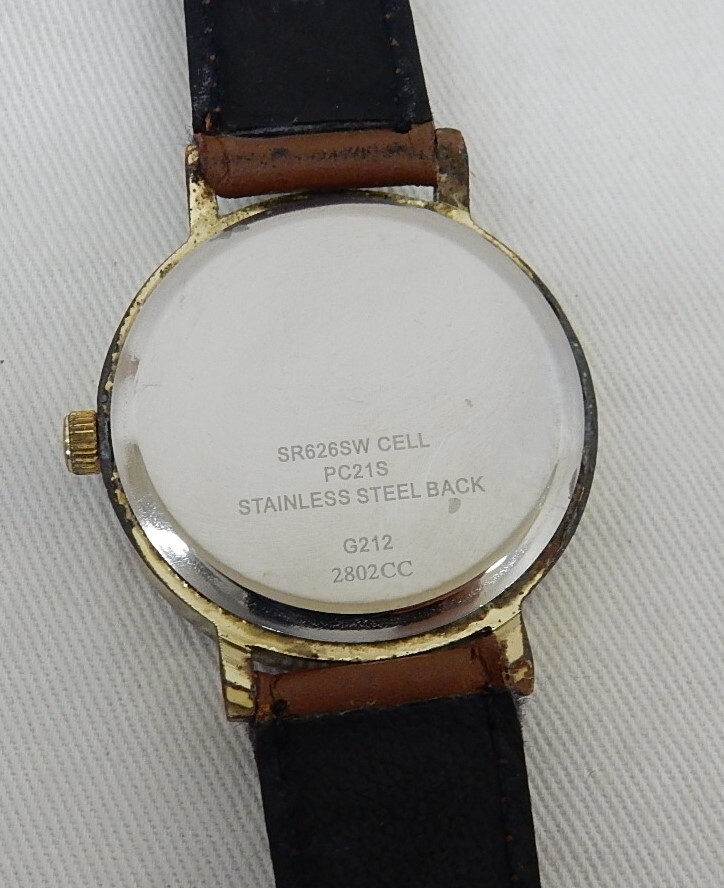 SR626SW CELL
PC21S
STAINLESS STEEL BACK
G212
2802CC